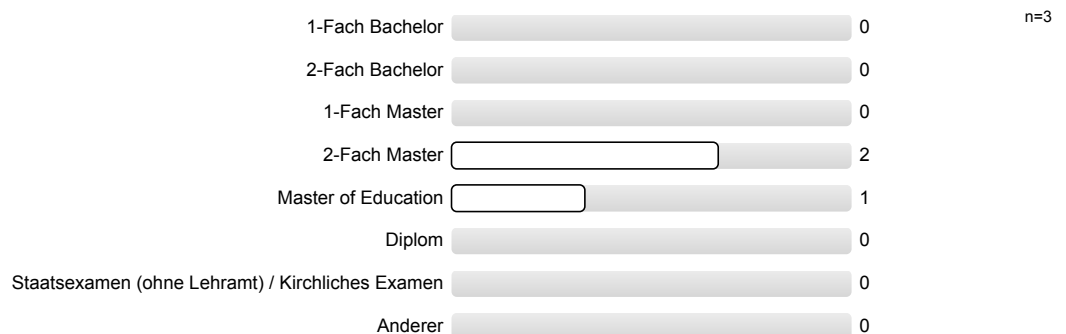 n=3
1-Fach Bachelor 0
2-Fach Bachelor 0
1-Fach Master 0
2-Fach Master 2
Master of Education 1
Diplom 0
Staatsexamen (ohne Lehramt) / Kirchliches Examen 0
Anderer 0